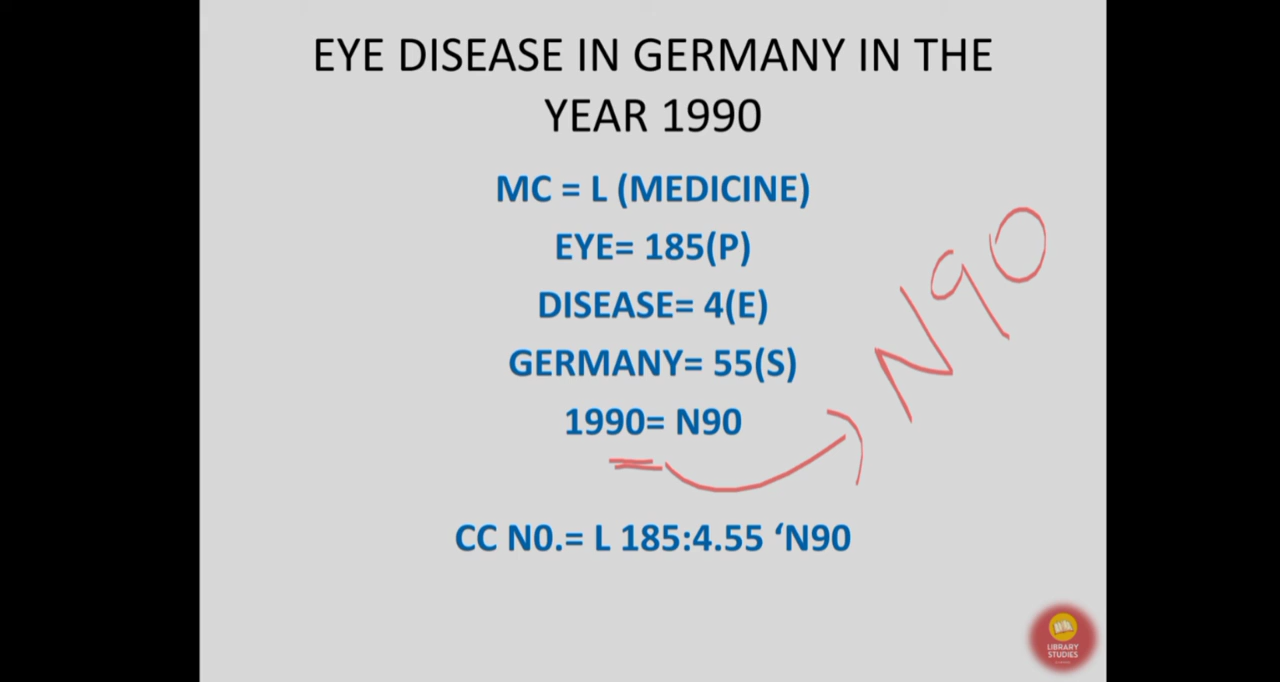 EYE DISEASE IN GERMANY IN THE
YEAR 1990
MC = L (MEDICINE)
EYE= 185(P)
DISEASE= 4(E)
GERMANY= 55(S)
1990= N90
N90
CC N0.= L 185:4.55 ‘N90
LIBRARY
STUDIES